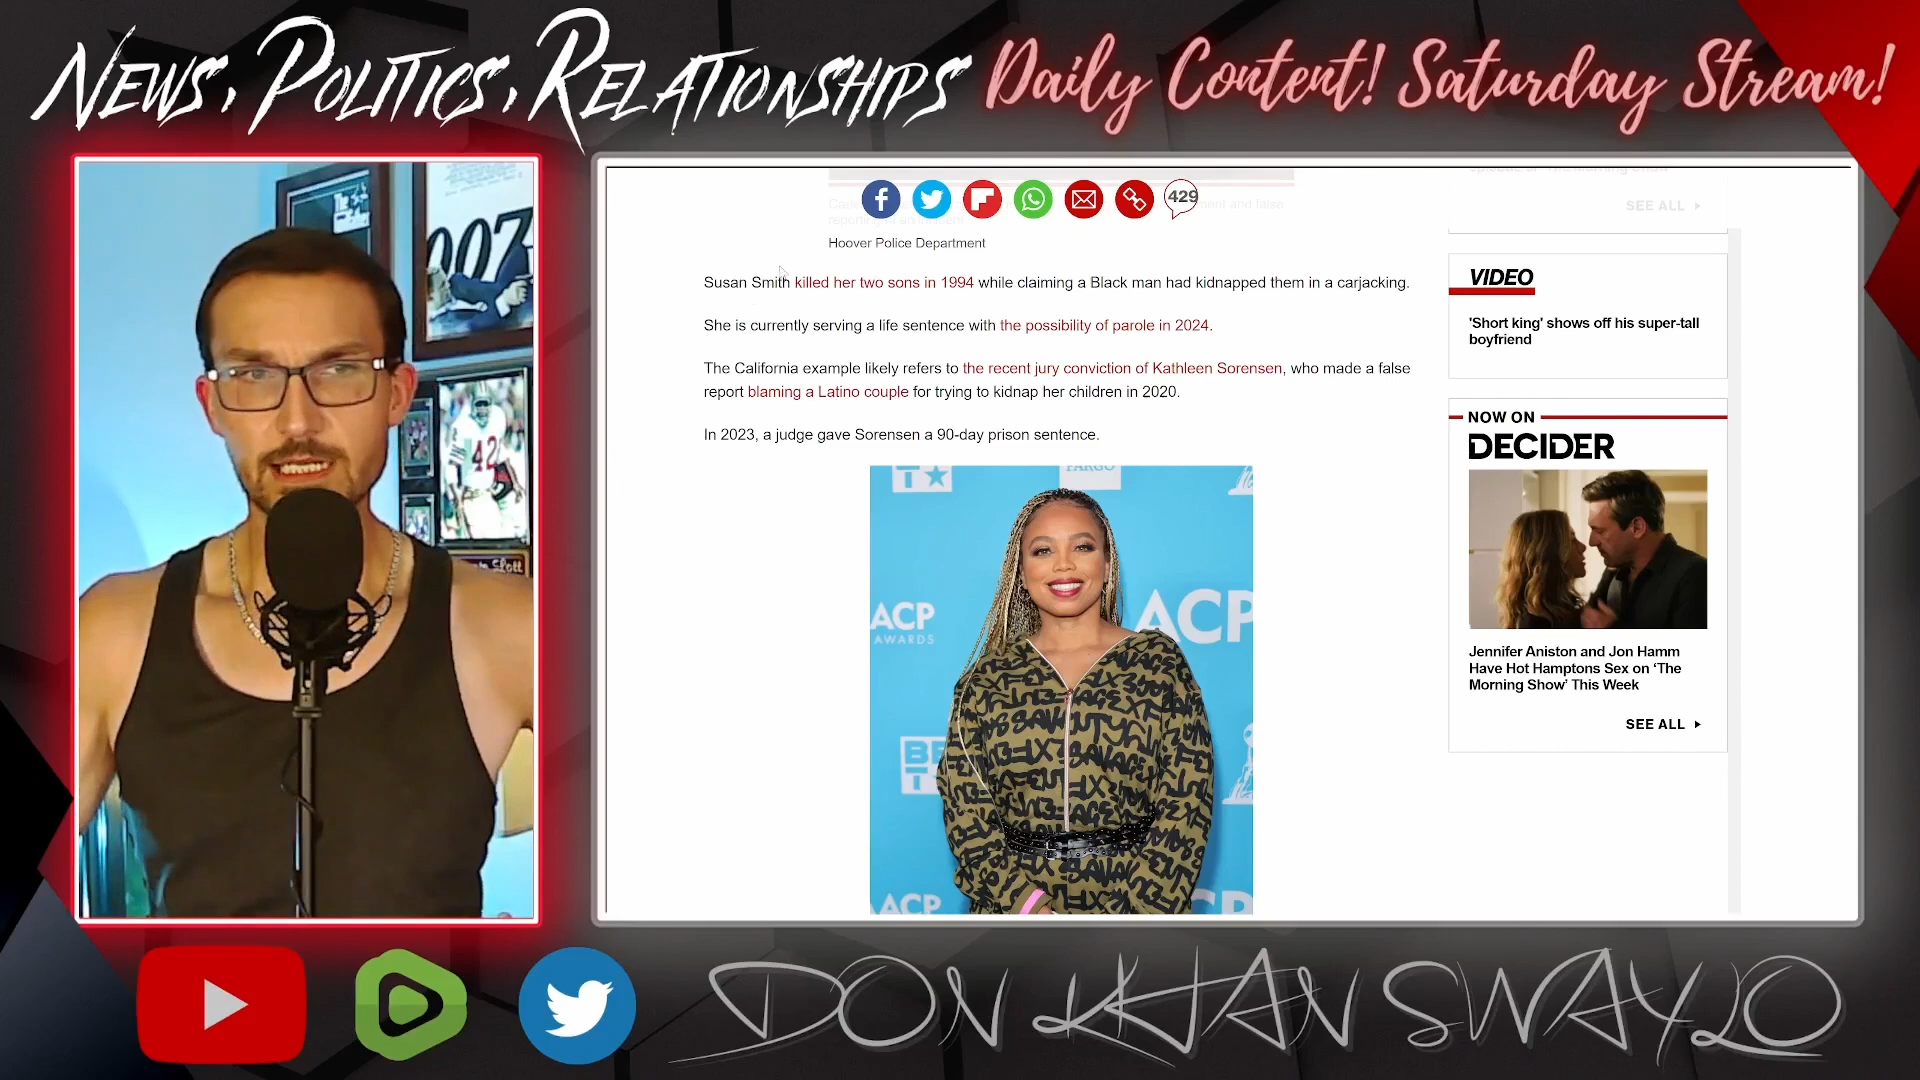 News, Politics, Relationships Daily Content! Saturday Stream!
The
007
42
Scott
f
429
Hoover Police Department
Susan Smith killed her two sons in 1994 while claiming a Black man had kidnapped them in a carjacking.
She is currently serving a life sentence with the possibility of parole in 2024.
The California example likely refers to the recent jury conviction of Kathleen Sorensen, who made a false
report blaming a Latino couple for trying to kidnap her children in 2020.
In 2023, a judge gave Sorensen a 90-day prison sentence.
FARGO
ACP
AWARDS
ACP
BE
T
ACP
SEE ALL
VIDEO
'Short king' shows off his super-tall
boyfriend
NOW ON
DECIDER
Jennifer Aniston and Jon Hamm
Have Hot Hamptons Sex on ‘The
Morning Show’ This Week
SEE ALL
DON KHAN SWAYLO